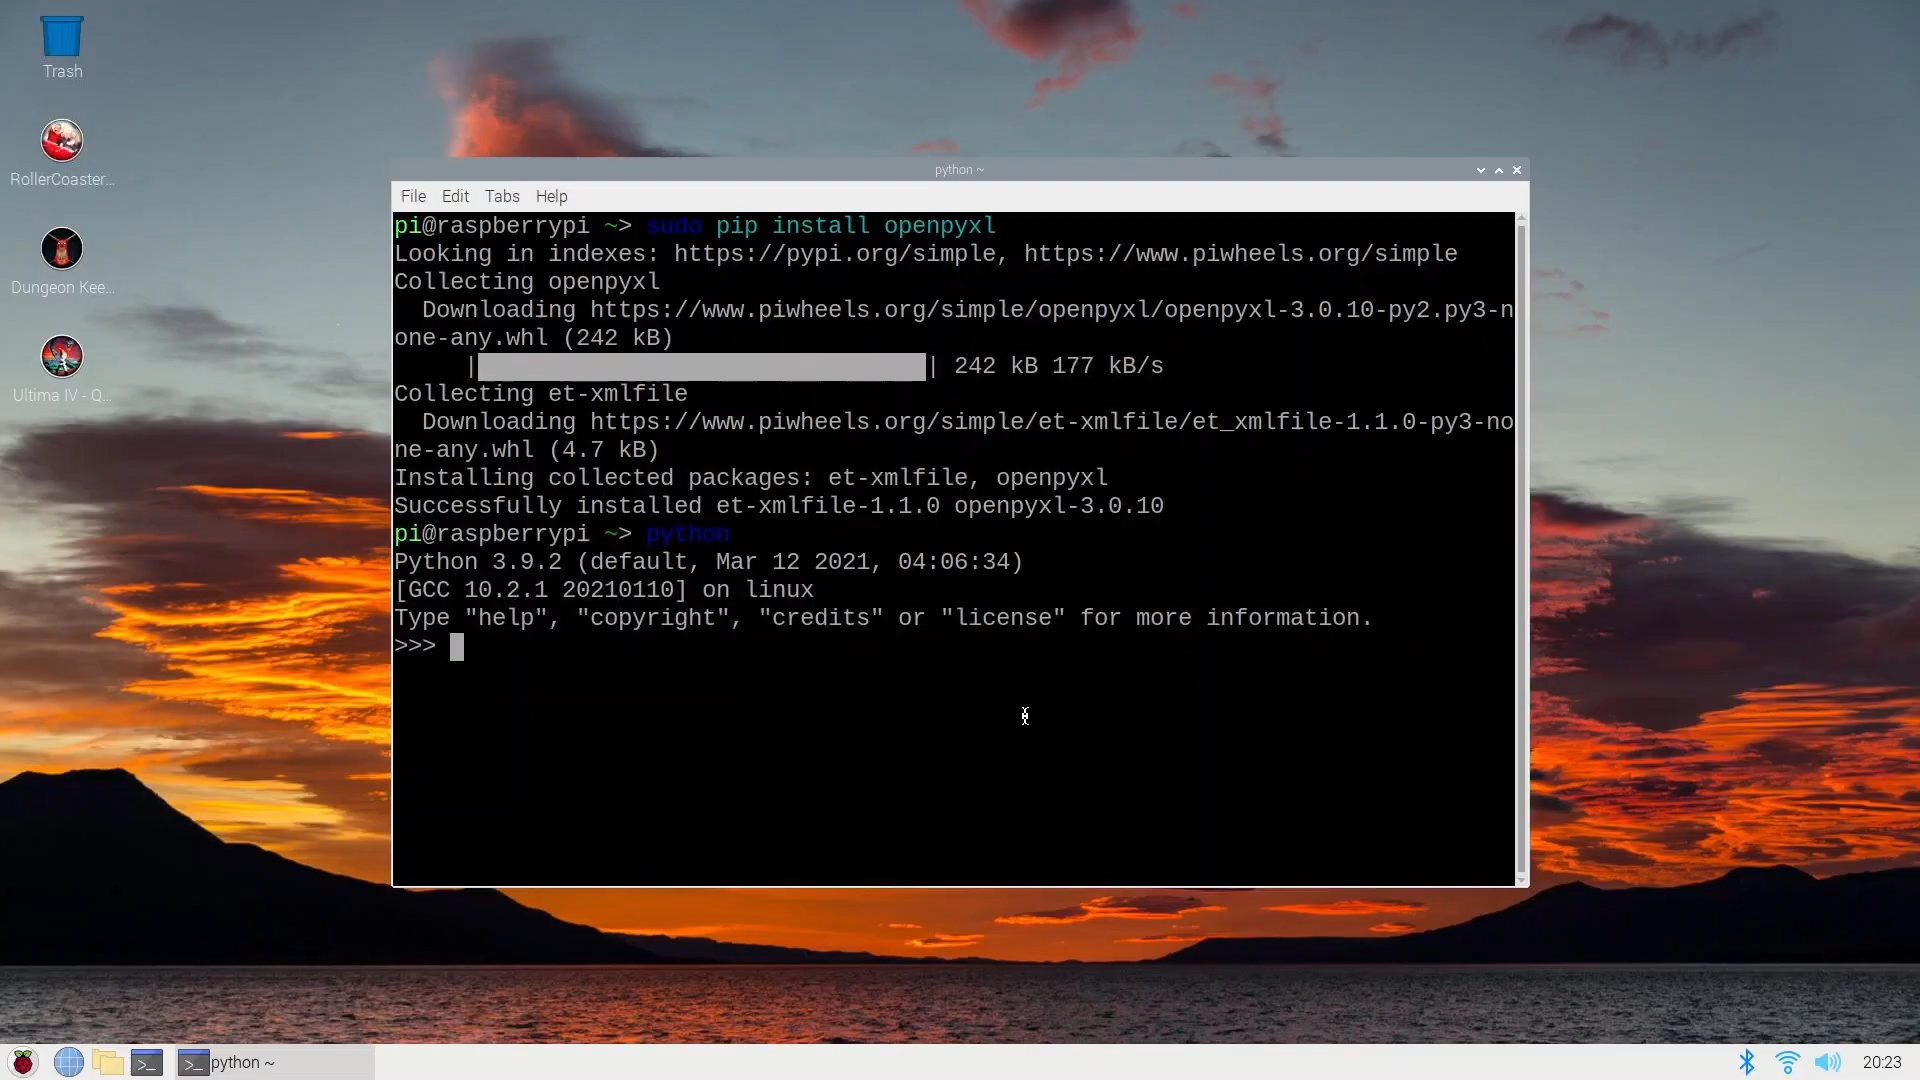 Trash
RollerCoaster...
Dungeon Kee...
Ultima IV - Q...
python ~
File Edit Tabs Help
pi@raspberrypi ~> sudo pip install openpyxl
Looking in indexes: https://pypi.org/simple, https://www.piwheels.org/simple
Collecting openpyxl
Downloading https://www.piwheels.org/simple/openpyxl/openpyxl-3.0.10-py2.py3-n
one-any.whl (242 kB)
| | 242 kB 177 kB/s
Collecting et-xmlfile
Downloading https://www.piwheels.org/simple/et-xmlfile/et_xmlfile-1.1.0-py3-no
ne-any.whl (4.7 kB)
Installing collected packages: et-xmlfile, openpyxl
Successfully installed et-xmlfile-1.1.0 openpyxl-3.0.10
pi@raspberrypi ~> python
Python 3.9.2 (default, Mar 12 2021, 04:06:34)
[GCC 10.2.1 20210110] on linux
Type "help", "copyright", "credits" or "license" for more information.
>>>
python ~
20:23